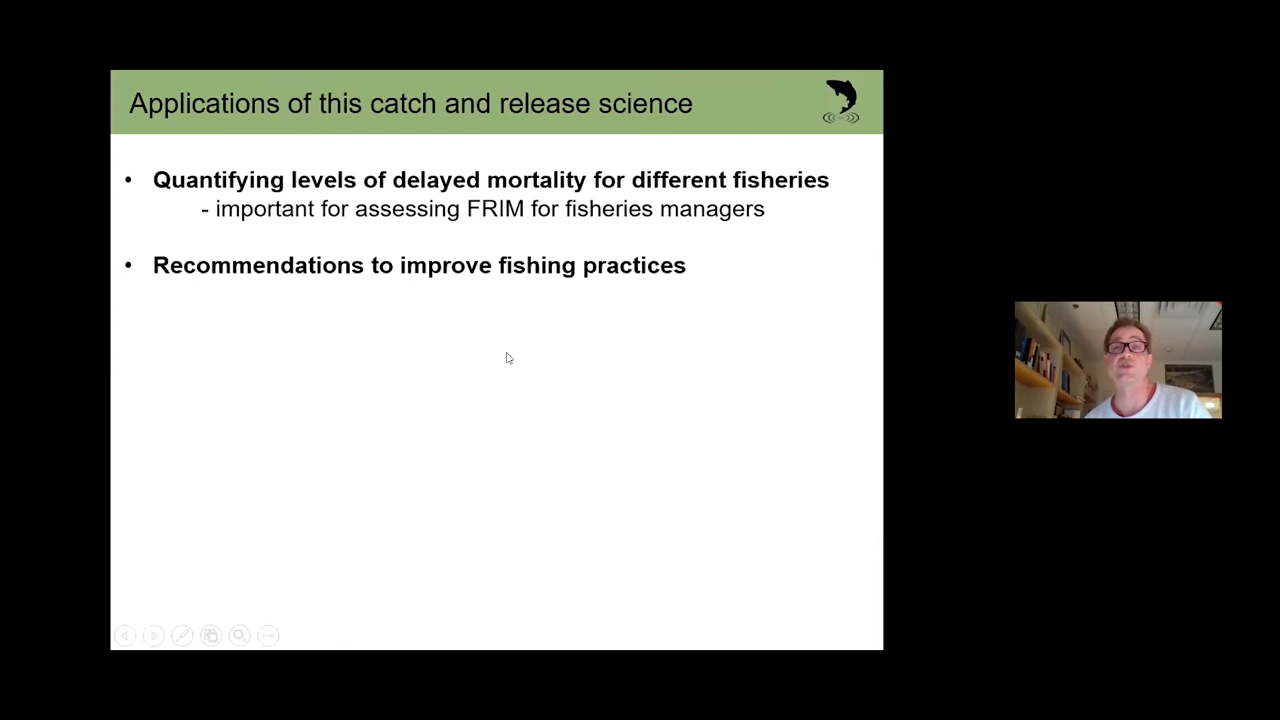 Applications of this catch and release science
• Quantifying levels of delayed mortality for different fisheries
- important for assessing FRIM for fisheries managers
• Recommendations to improve fishing practices